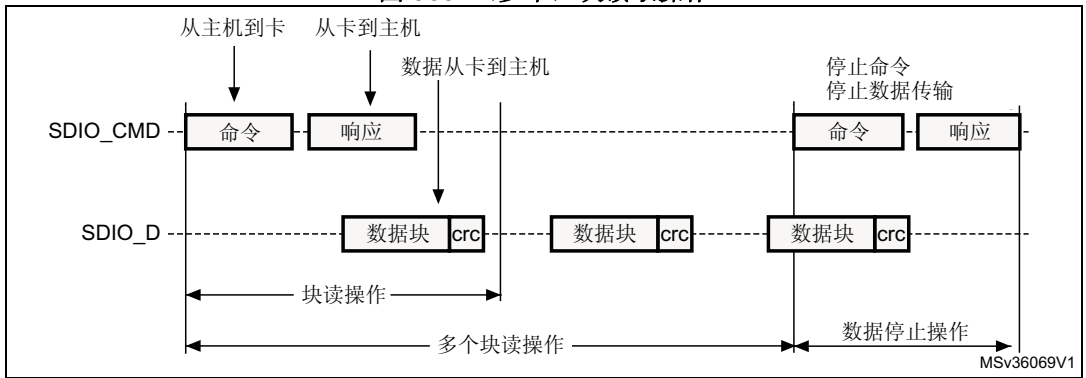 从主机到卡 从卡到主机
数据从卡到主机
停止命令
停止数据传输
SDIO_CMD 命令 响应 命令 响应
SDIO_D 数据块 crc 数据块 crc 数据块 crc
块读操作
多个块读操作 数据停止操作
MSv36069V1